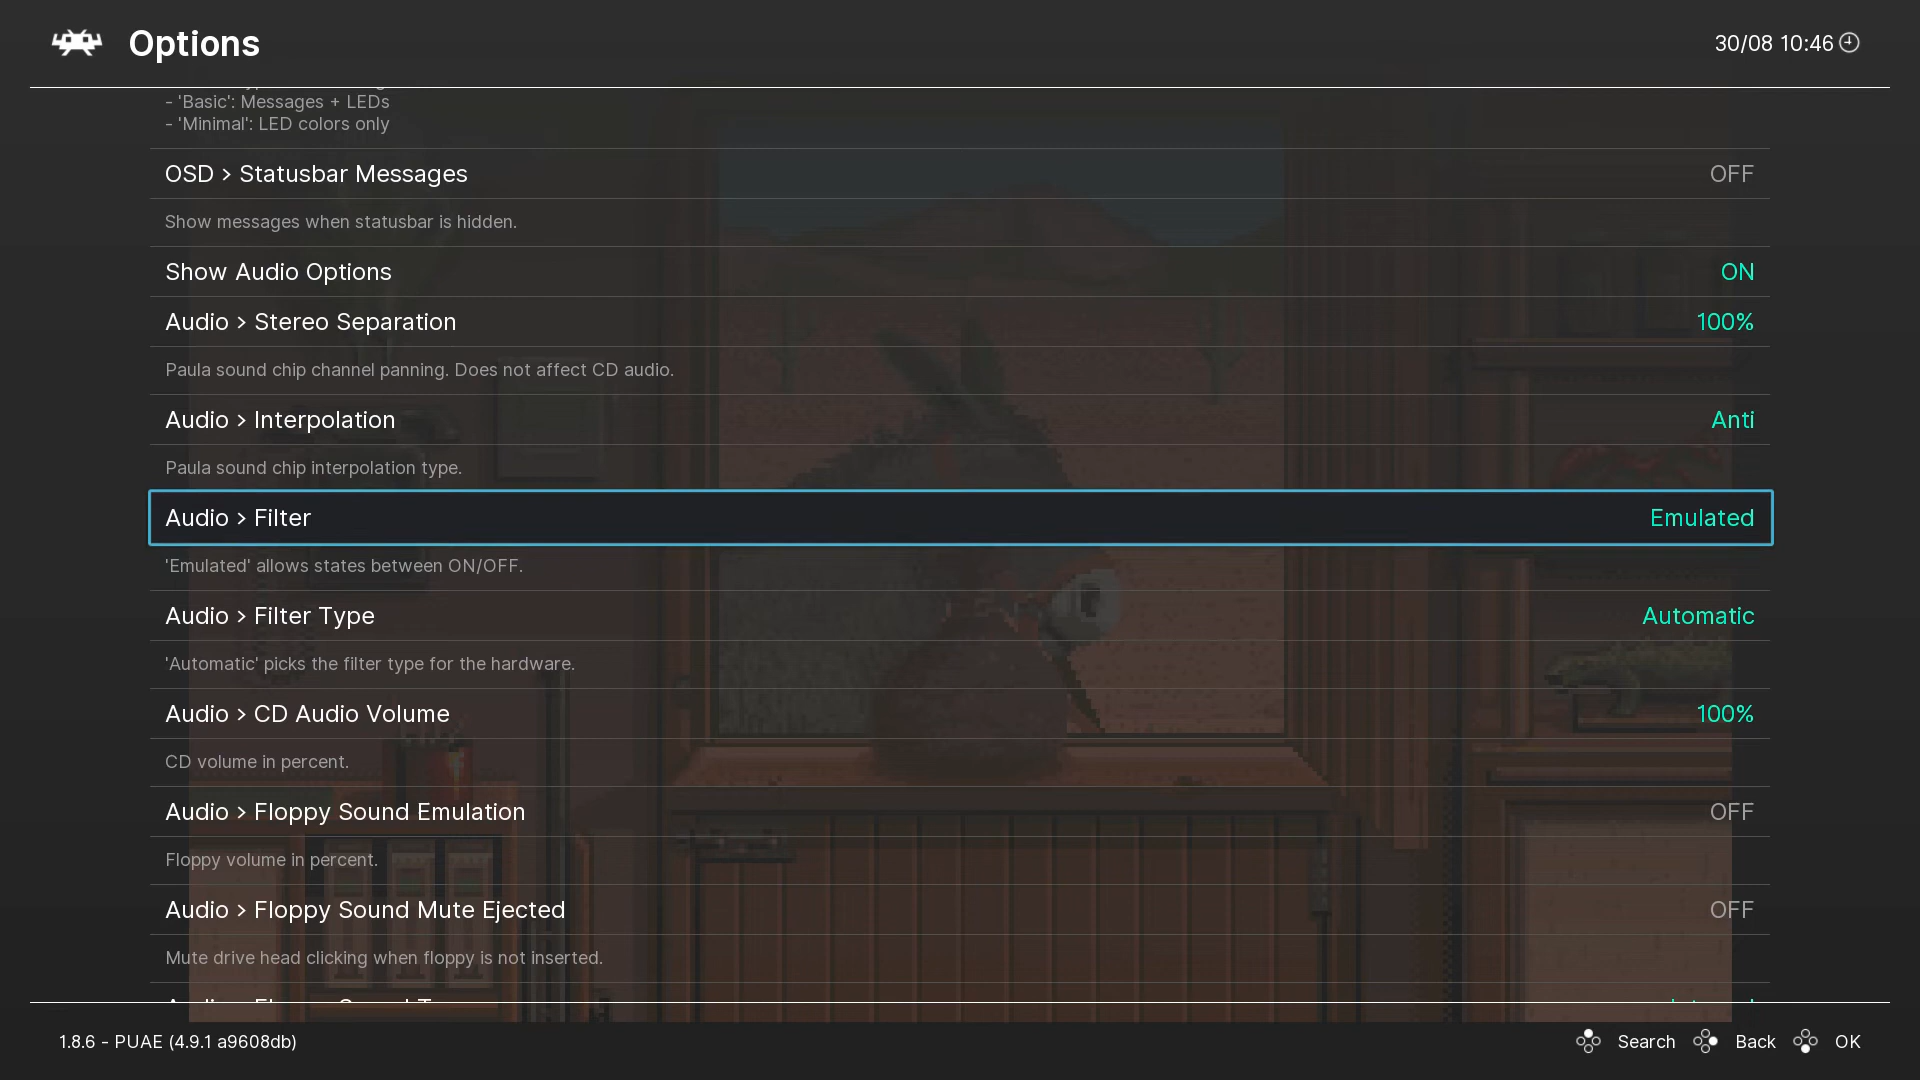 Options
30/08 10:46
- 'Basic': Messages + LEDs
- 'Minimal': LED colors only
OSD > Statusbar Messages OFF
Show messages when statusbar is hidden.
Show Audio Options ON
Audio > Stereo Separation 100%
Paula sound chip channel panning. Does not affect CD audio.
Audio > Interpolation Anti
Paula sound chip interpolation type.
Audio > Filter Emulated
'Emulated' allows states between ON/OFF.
Audio > Filter Type Automatic
'Automatic' picks the filter type for the hardware.
Audio > CD Audio Volume 100%
CD volume in percent.
Audio > Floppy Sound Emulation OFF
Floppy volume in percent.
Audio > Floppy Sound Mute Ejected OFF
Mute drive head clicking when floppy is not inserted.
1.8.6 - PUAE (4.9.1 a9608db)
Search Back OK